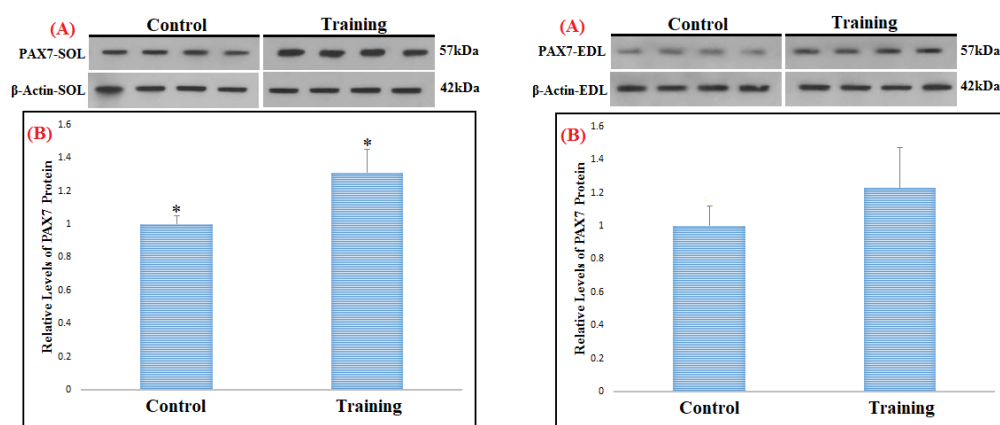 (A) Control Training
PAX7-SOL 57kDa
β-Actin-SOL 42kDa
(B)
Relative Levels of PAX7 Protein
1.6
1.4
1.2
1
0.8
0.6
0.4
0.2
0
* *
Control Training
(A) Control Training
PAX7-EDL 57kDa
β-Actin-EDL 42kDa
(B)
Relative Levels of PAX7 Protein
1.6
1.4
1.2
1
0.8
0.6
0.4
0.2
0
Control Training